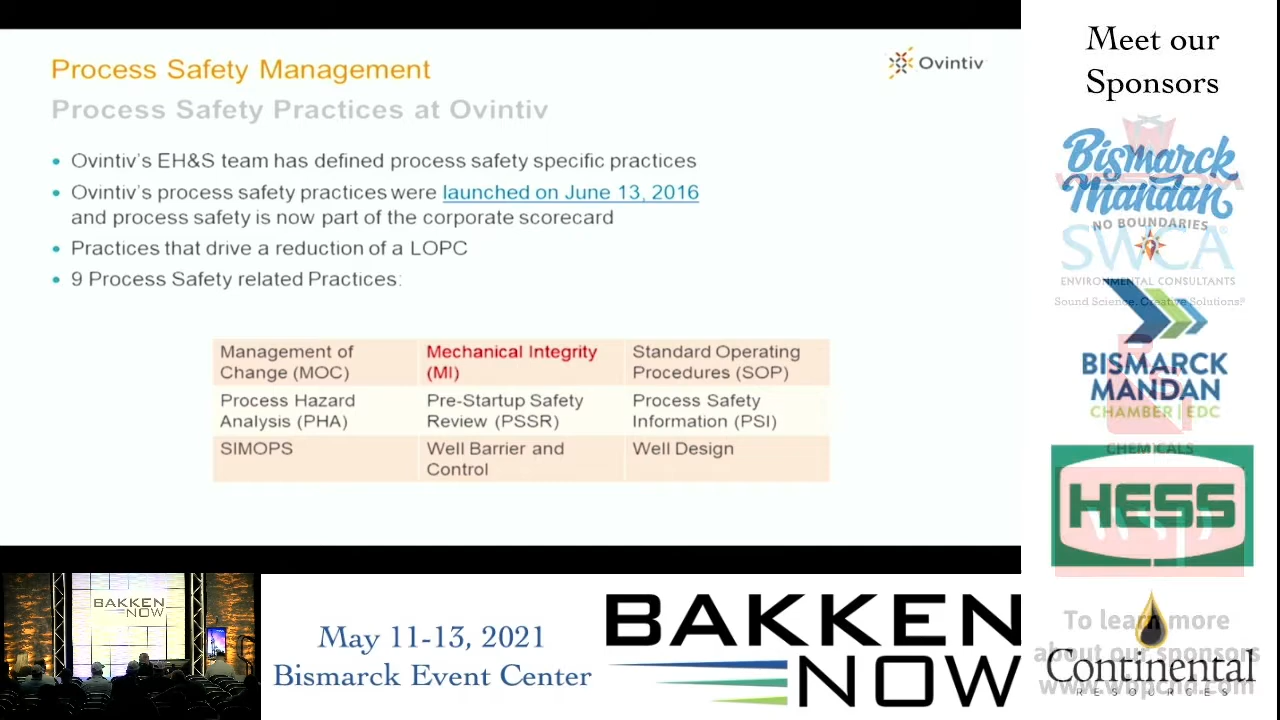 Process Safety Management
Process Safety Practices at Ovintiv
Ovintiv
• Ovintiv's EH&S team has defined process safety specific practices
• Ovintiv's process safety practices were launched on June 13, 2016
and process safety is now part of the corporate scorecard
• Practices that drive a reduction of a LOPC
• 9 Process Safety related Practices:
Management of
Change (MOC)
Mechanical Integrity
(MI)
Standard Operating
Procedures (SOP)
Process Hazard
Analysis (PHA)
Pre-Startup Safety
Review (PSSR)
Process Safety
Information (PSI)
SIMOPS
Well Barrier and
Control
Well Design
Meet our
Sponsors
Bismarck
Mandan
NO BOUNDARIES
SWCA
ENVIRONMENTAL CONSULTANTS
Sound Science. Creative Solutions.®
BISMARCK
MANDAN
CHAMBER | EDC
CHEMICALS
HESS
To learn more
about our sponsors
Continental
RESOURCES
BAKKEN
NOW
May 11-13, 2021
Bismarck Event Center
BAKKEN
NOW